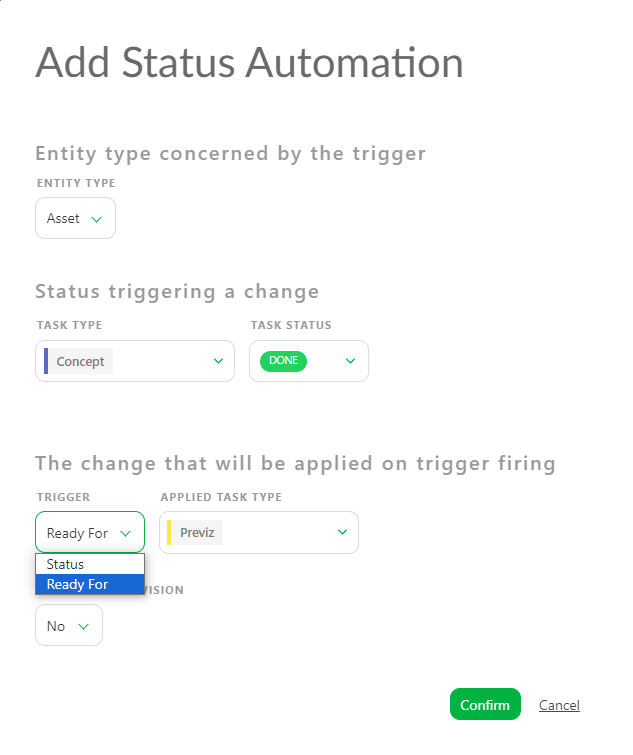 Add Status Automation
Entity type concerned by the trigger
ENTITY TYPE
Asset
Status triggering a change
TASK TYPE TASK STATUS
Concept DONE
The change that will be applied on trigger firing
TRIGGER APPLIED TASK TYPE
Ready For Previz
Status
Ready For
No
Confirm Cancel